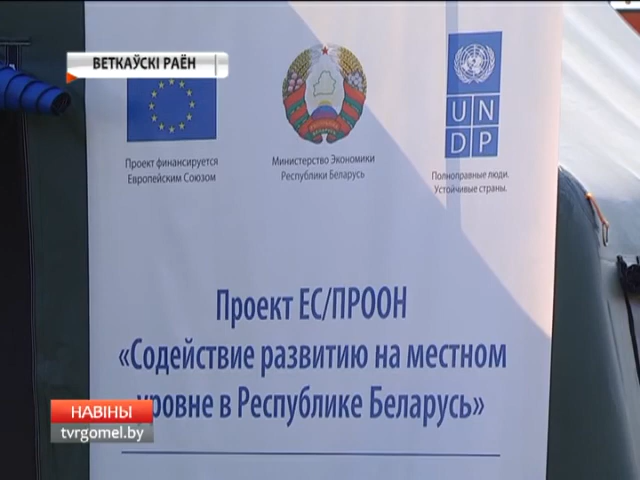 ВЕТКАЎСКІ РАЁН
Проект финансируется
Европейским Союзом
Министерство Экономики
Республики Беларусь
UN
DP
Полноправные люди.
Устойчивые страны.
Проект ЕС/ПРООН
«Содействие развитию на местном
уровне в Республике Беларусь»
НАВІНЫ
tvrgomel.by